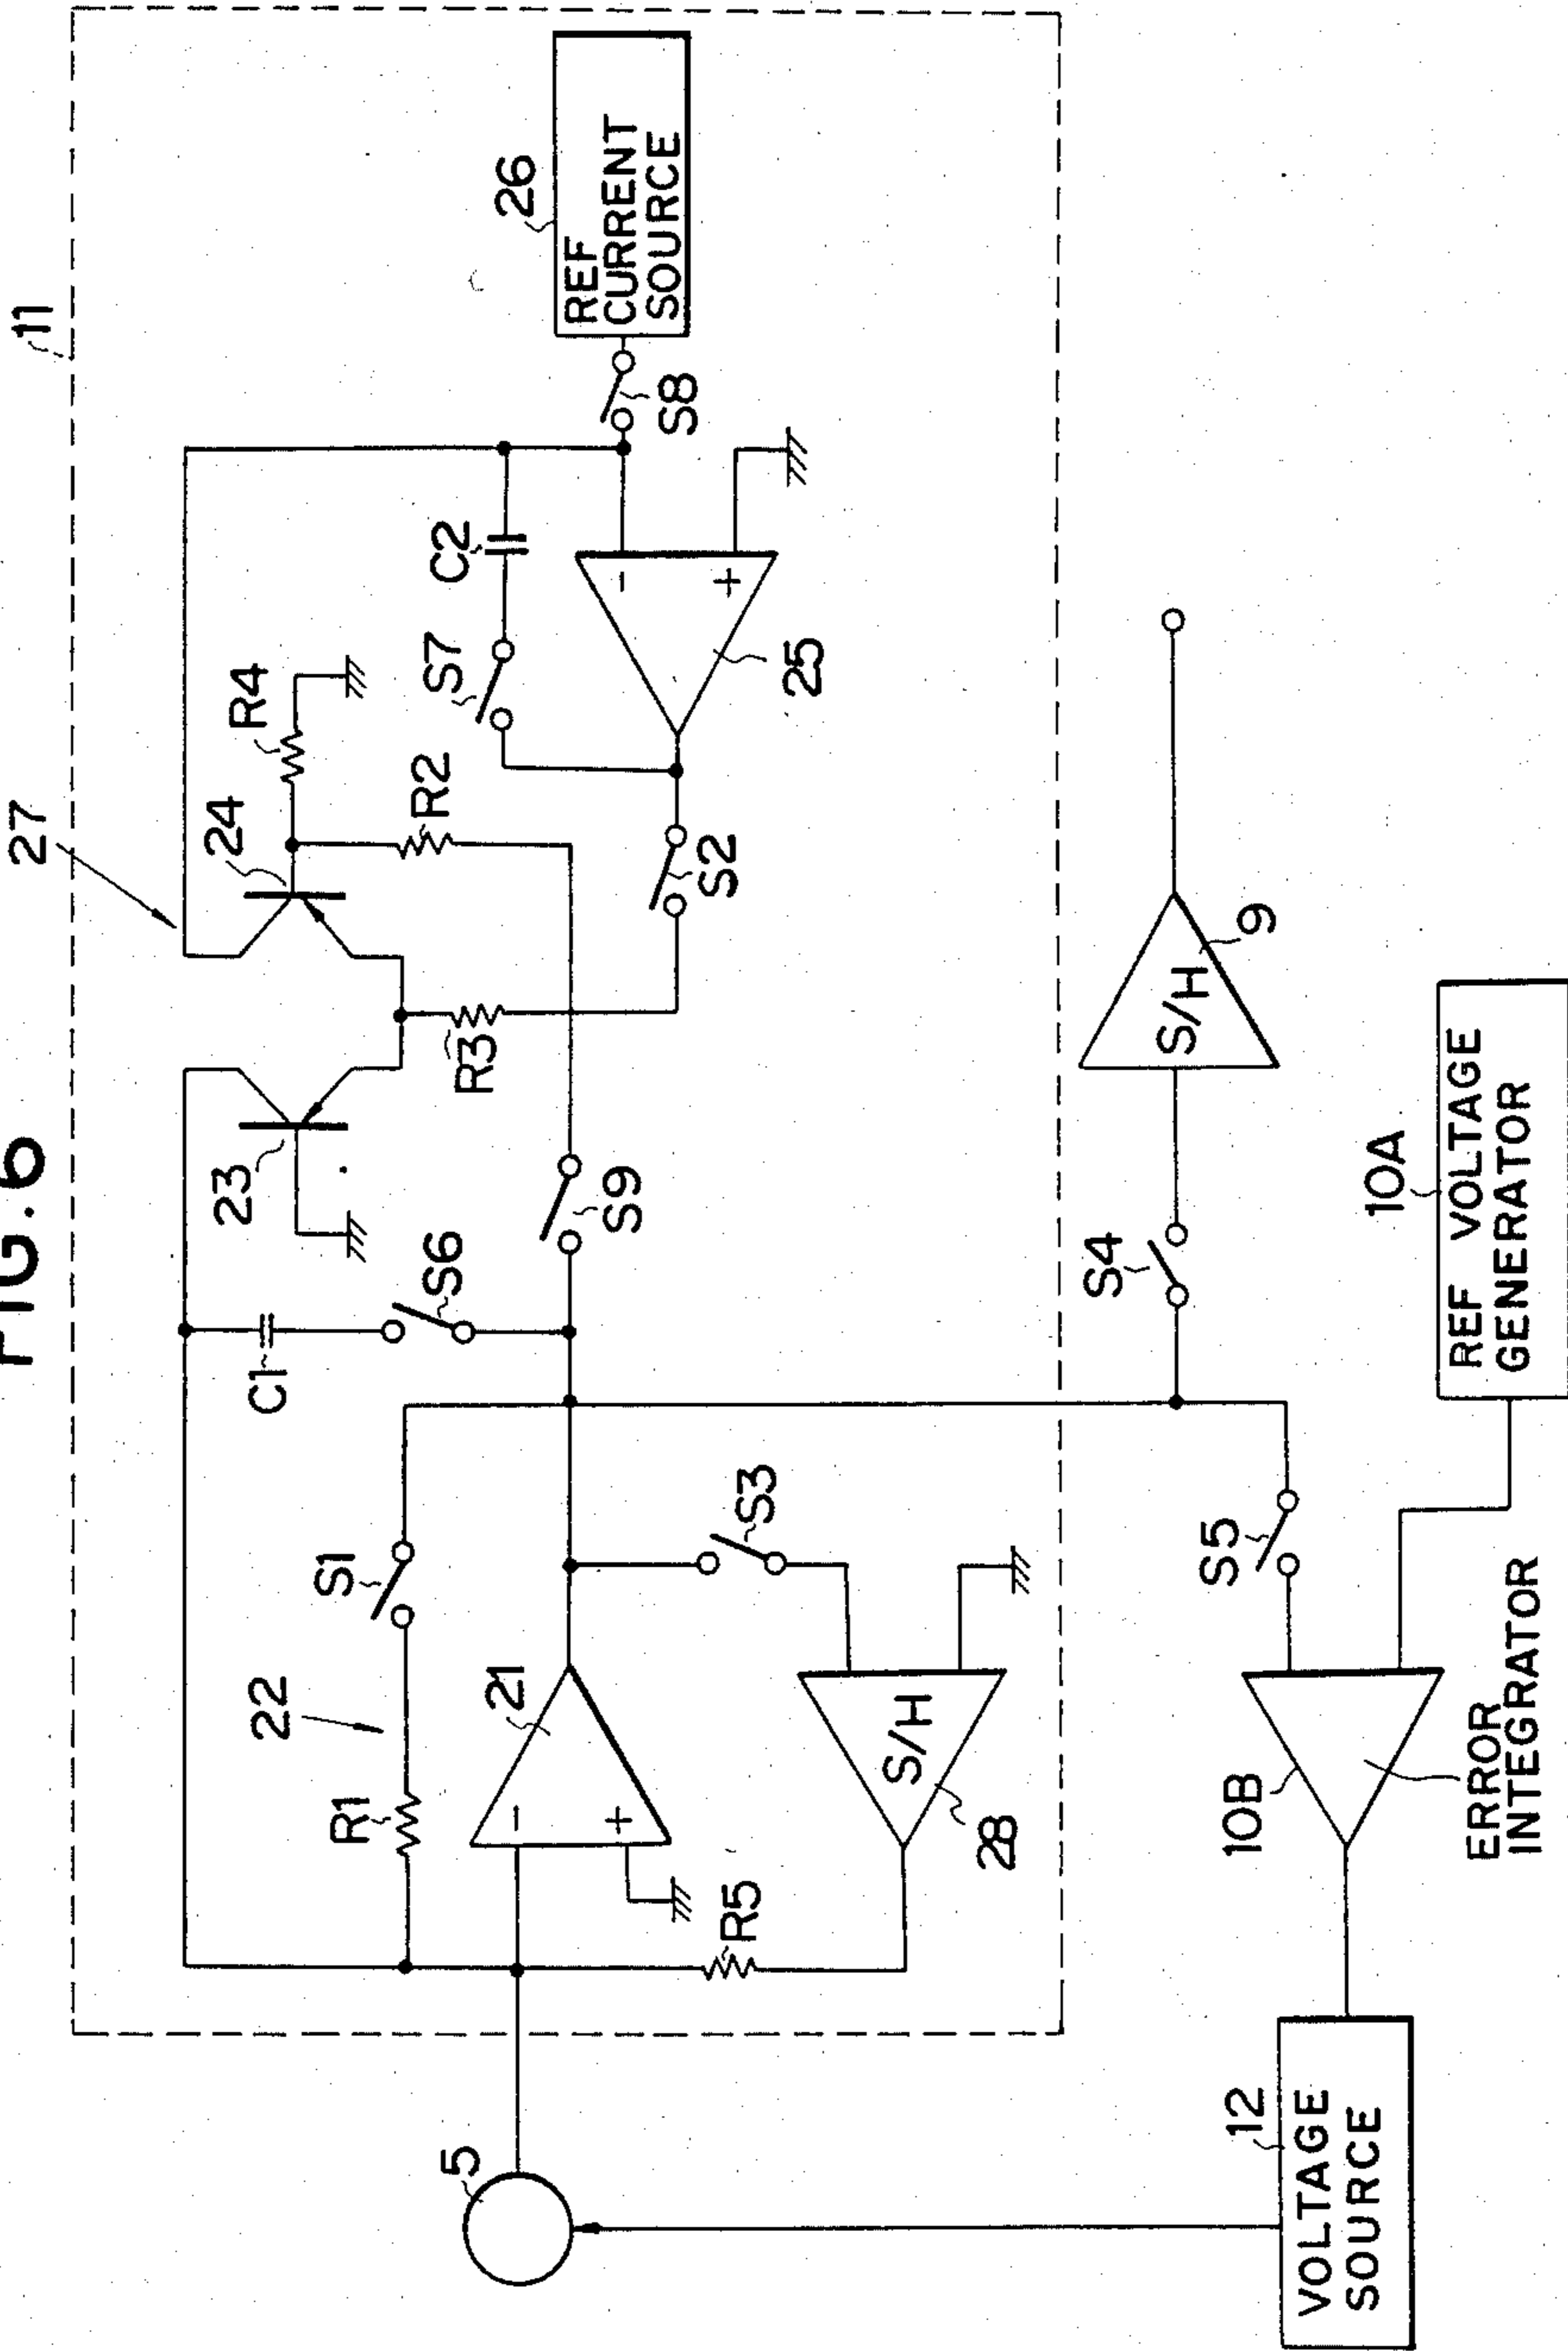 FIG. 6
11
27
22
R1
S1
C1
S6
23
24
R4
R3
R2
S7
C2
26
REF
CURRENT
SOURCE
S8
5
-
+
21
S9
S2
-
+
25
R5
S/H
28
S3
12
VOLTAGE
SOURCE
10B
ERROR
INTEGRATOR
S5
S4
S/H
9
10A
REF VOLTAGE
GENERATOR